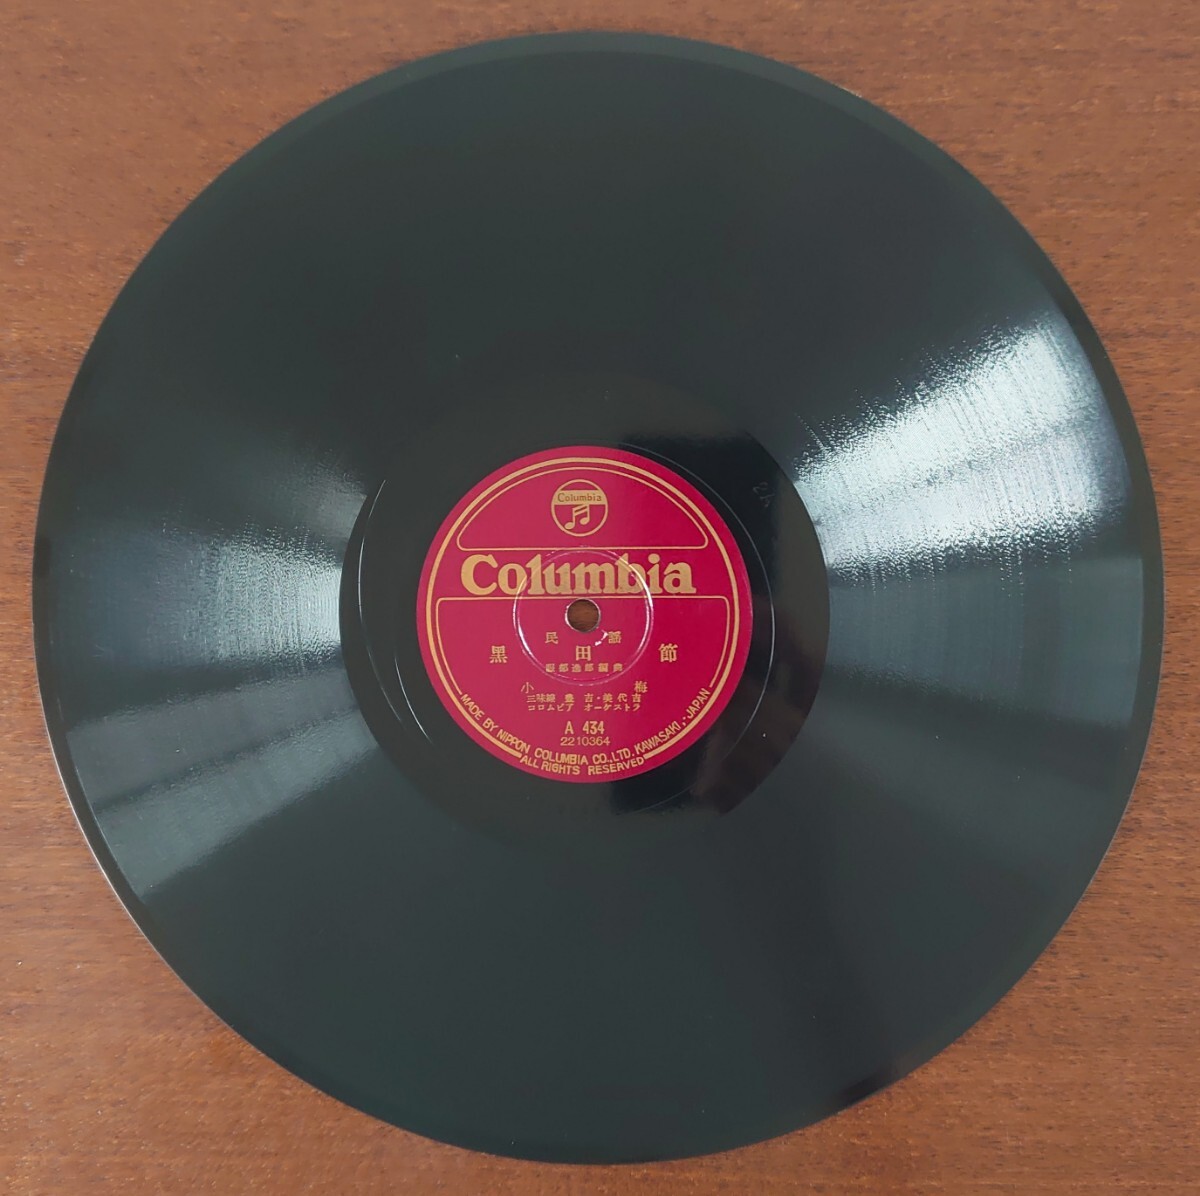 Columbia
Columbia
民謡
黑田節
服部逸郎編曲
小梅
三味線 豊吉・美代吉
コロムビア オーケストラ
A 434
2210364
MADE BY NIPPON COLUMBIA CO., LTD. KAWASAKI,-JAPAN
ALL RIGHTS RESERVED